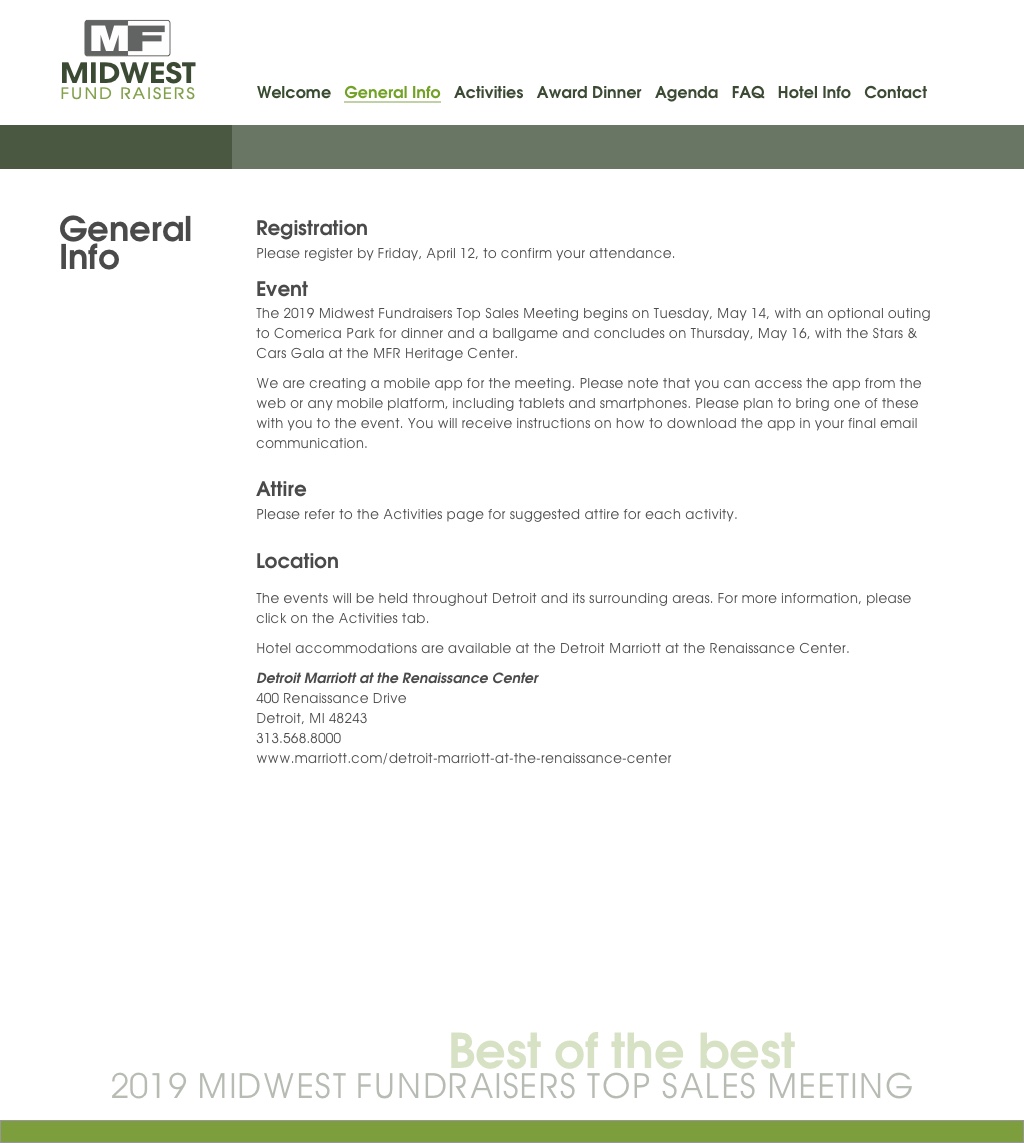 MF
MIDWEST
FUND RAISERS
Welcome General Info Activities Award Dinner Agenda FAQ Hotel Info Contact
General
Info
Registration
Please register by Friday, April 12, to confirm your attendance.
Event
The 2019 Midwest Fundraisers Top Sales Meeting begins on Tuesday, May 14, with an optional outing
to Comerica Park for dinner and a ballgame and concludes on Thursday, May 16, with the Stars &
Cars Gala at the MFR Heritage Center.
We are creating a mobile app for the meeting. Please note that you can access the app from the
web or any mobile platform, including tablets and smartphones. Please plan to bring one of these
with you to the event. You will receive instructions on how to download the app in your final email
communication.
Attire
Please refer to the Activities page for suggested attire for each activity.
Location
The events will be held throughout Detroit and its surrounding areas. For more information, please
click on the Activities tab.
Hotel accommodations are available at the Detroit Marriott at the Renaissance Center.
Detroit Marriott at the Renaissance Center
400 Renaissance Drive
Detroit, MI 48243
313.568.8000
www.marriott.com/detroit-marriott-at-the-renaissance-center
Best of the best
2019 MIDWEST FUNDRAISERS TOP SALES MEETING